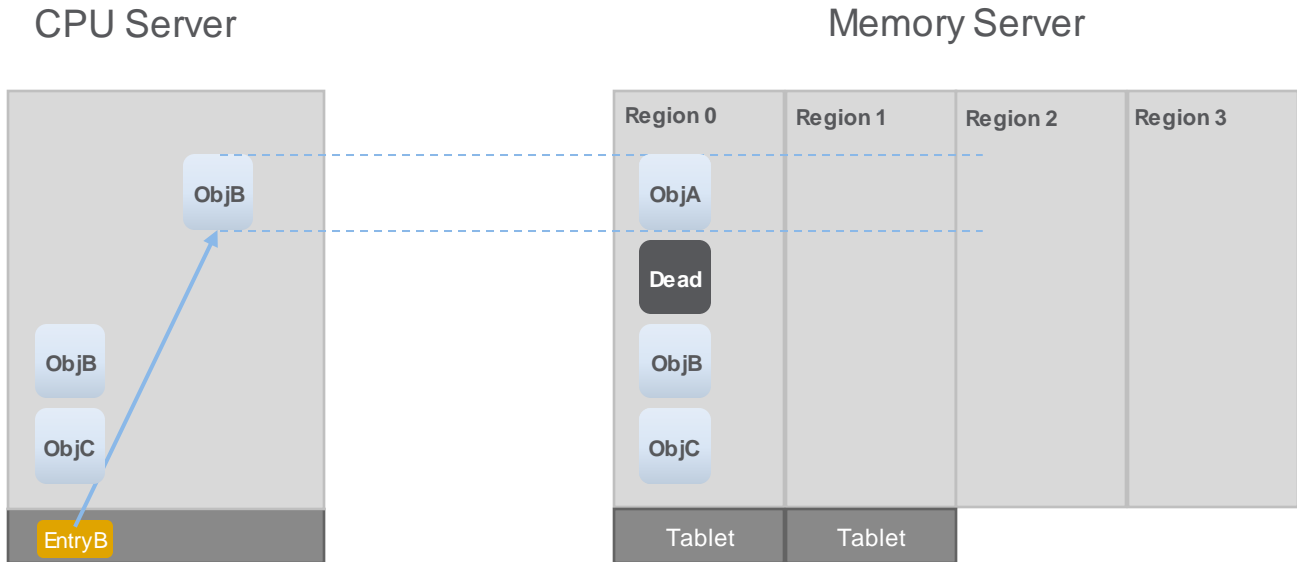 CPU Server
Memory Server
Region 0
Region 1
Region 2
Region 3
ObjB
ObjA
Dead
ObjB
ObjB
ObjC
ObjC
EntryB
Tablet
Tablet